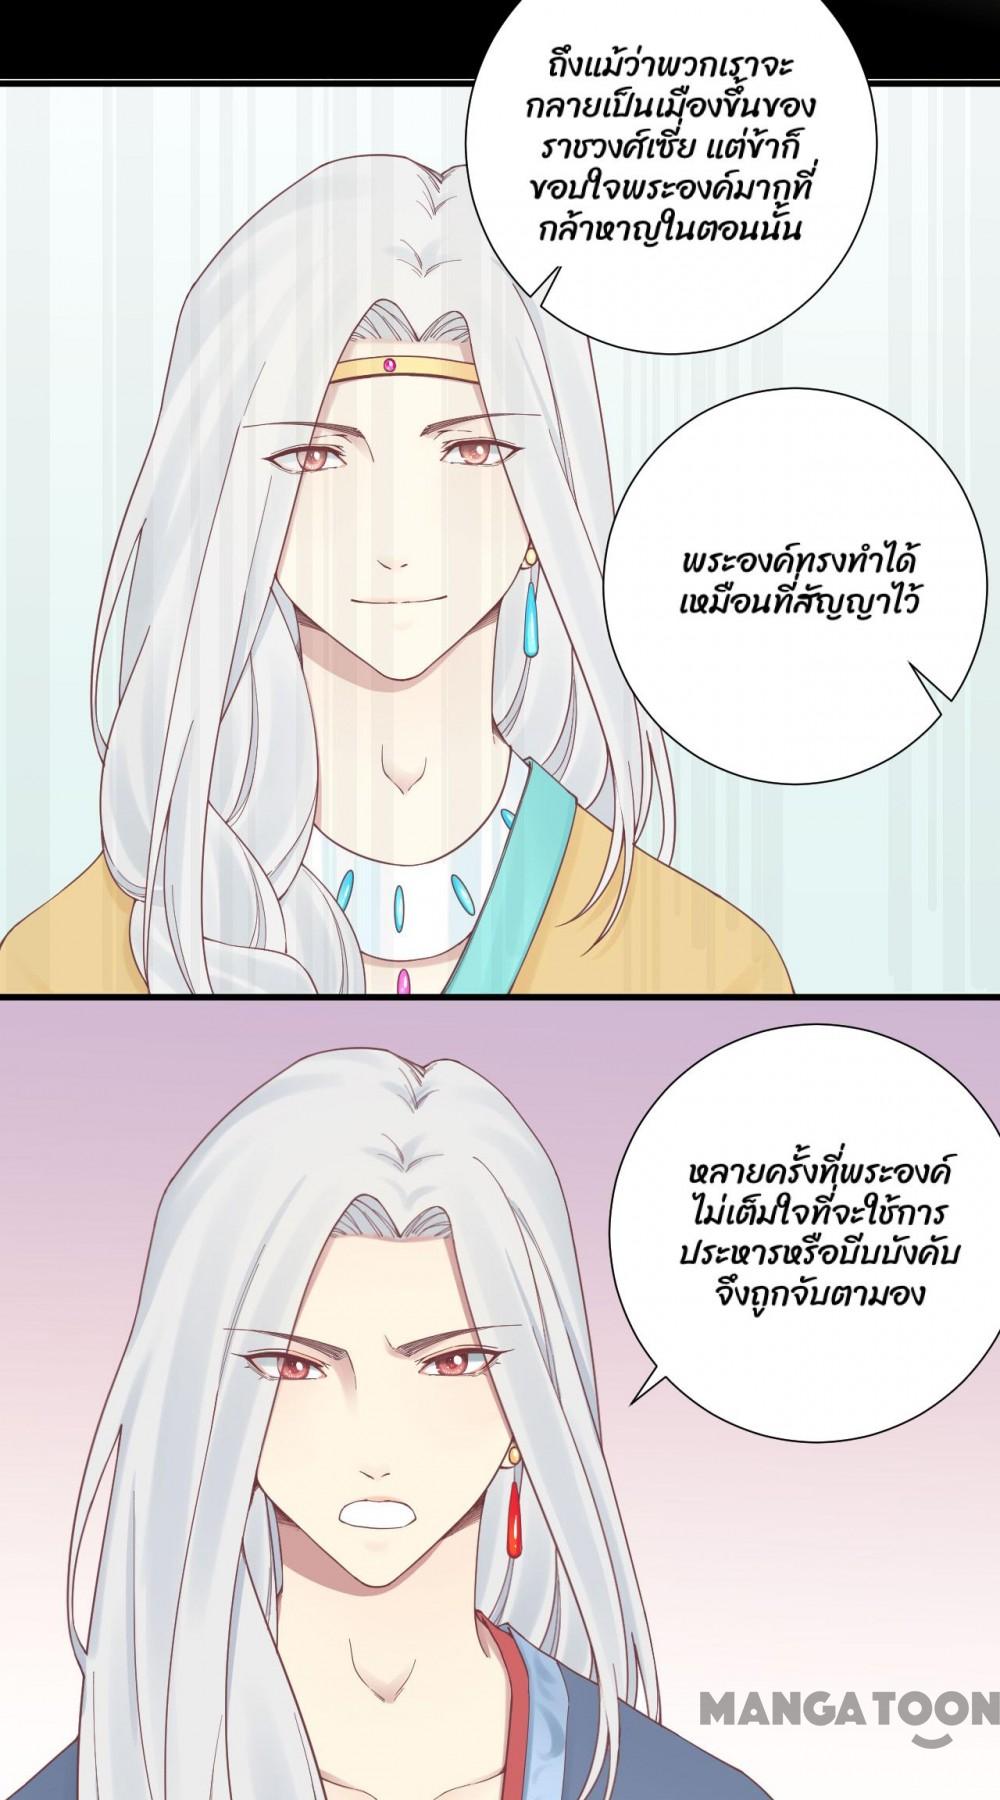 ถึงแม้ว่าพวกเราจะ
กลายเป็นเมืองขึ้นของ
ราชวงศ์เซี่ย แต่ข้าก็
ขอบใจพระองค์มากที่
กล้าหาญในตอนนั้น
พระองค์ทรงทำได้
เหมือนที่สัญญาไว้
หลายครั้งที่พระองค์
ไม่เต็มใจที่จะใช้การ
ประหารหรือบีบบังคับ
จึงถูกจับตามอง
MANGATOON